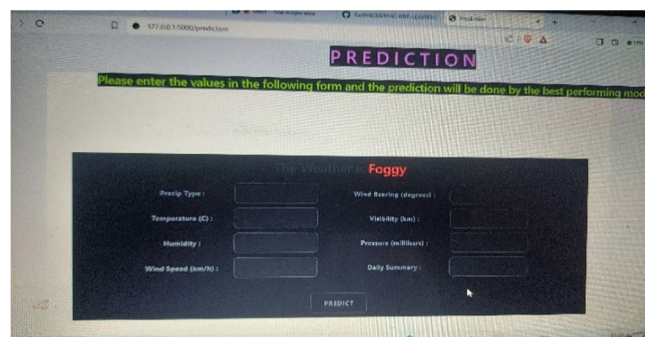 127.0.0.1:5000/prediction
PREDICTION
Please enter the values in the following form and the prediction will be done by the best performing mod
The Weather is Foggy
Precip Type : Wind Bearing (degrees) :
Temperature (C) : Visibility (km) :
Humidity : Pressure (millibars) :
Wind Speed (km/h) : Daily Summary :
PREDICT